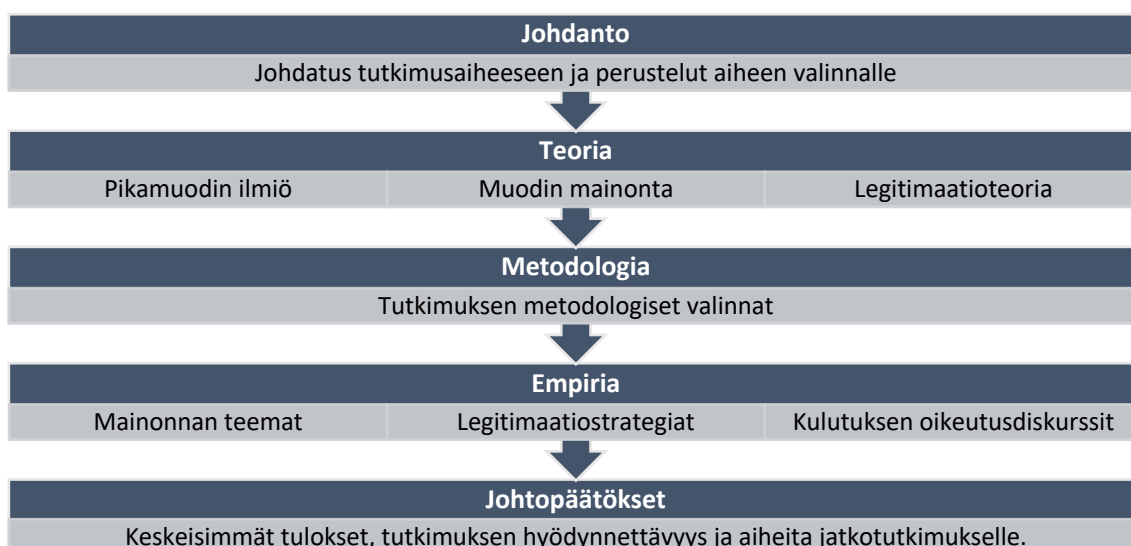 Johdanto
Johdatus tutkimusaiheeseen ja perustelut aiheen valinnalle
Teoria
Pikamuodin ilmiö Muodin mainonta Legitimaatioteoria
Metodologia
Tutkimuksen metodologiset valinnat
Empiria
Mainonnan teemat Legitimaatiostrategiat Kulutuksen oikeutusdiskurssit
Johtopäätökset
Keskeisimmät tulokset, tutkimuksen hyödynnettävyys ja aiheita jatkotutkimukselle.